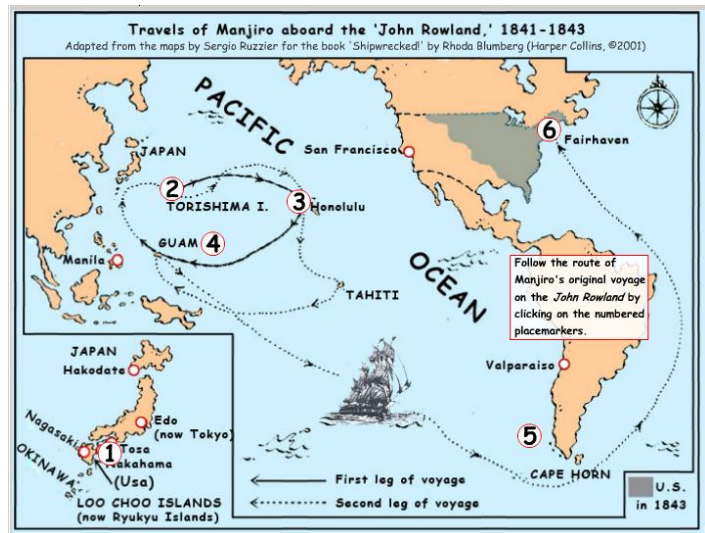 Travels of Manjiro aboard the 'John Rowland,' 1841-1843
Adapted from the maps by Sergio Ruzzier for the book 'Shipwrecked!' by Rhoda Blumberg (Harper Collins, ©2001)
PACIFIC
6
Fairhaven
San Francisco
JAPAN
2
3
TORISHIMA I.
Honolulu
GUAM
4
Manila
OCEAN
Follow the route of
Manjiro's original voyage
on the John Rowland by
clicking on the numbered
placemarkers.
TAHITI
JAPAN
Hakodate
Valparaiso
Nagasaki
Edo
(now Tokyo)
1
Tosa
Nakahama
(Usa)
OKINAWA
5
CAPE HORN
LOO CHOO ISLANDS
(now Ryukyu Islands)
First leg of voyage
Second leg of voyage
U.S.
in 1843